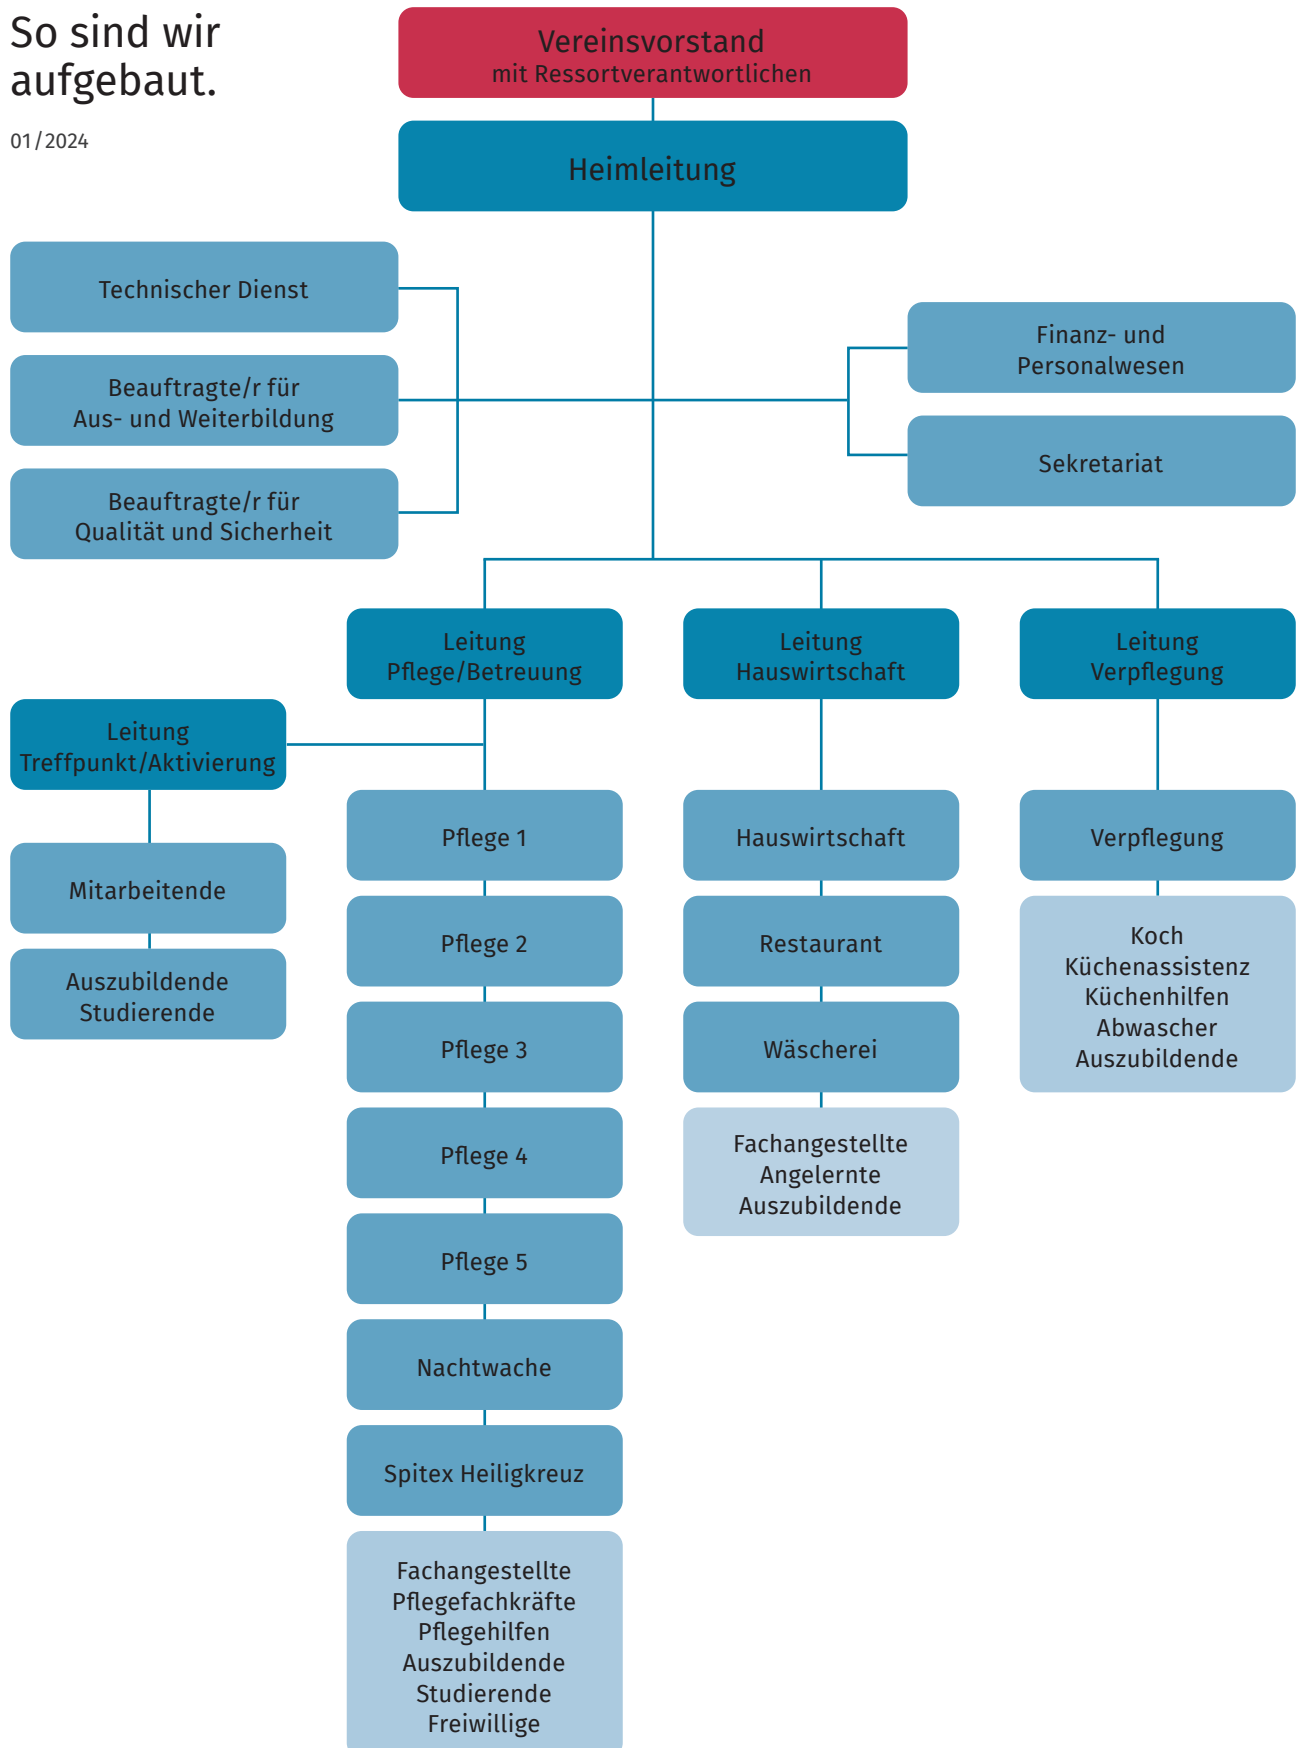 So sind wir
aufgebaut.
01/2024
Vereinsvorstand
mit Ressortverantwortlichen
Heimleitung
Technischer Dienst
Beauftragte/r für
Aus- und Weiterbildung
Beauftragte/r für
Qualität und Sicherheit
Finanz- und
Personalwesen
Sekretariat
Leitung
Pflege/Betreuung
Leitung
Hauswirtschaft
Leitung
Verpflegung
Leitung
Treffpunkt/Aktivierung
Mitarbeitende
Auszubildende
Studierende
Pflege 1
Pflege 2
Pflege 3
Pflege 4
Pflege 5
Nachtwache
Spitex Heiligkreuz
Fachangestellte
Pflegefachkräfte
Pflegehilfen
Auszubildende
Studierende
Freiwillige
Hauswirtschaft
Restaurant
Wäscherei
Fachangestellte
Angelernte
Auszubildende
Verpflegung
Koch
Küchenassistenz
Küchenhilfen
Abwascher
Auszubildende